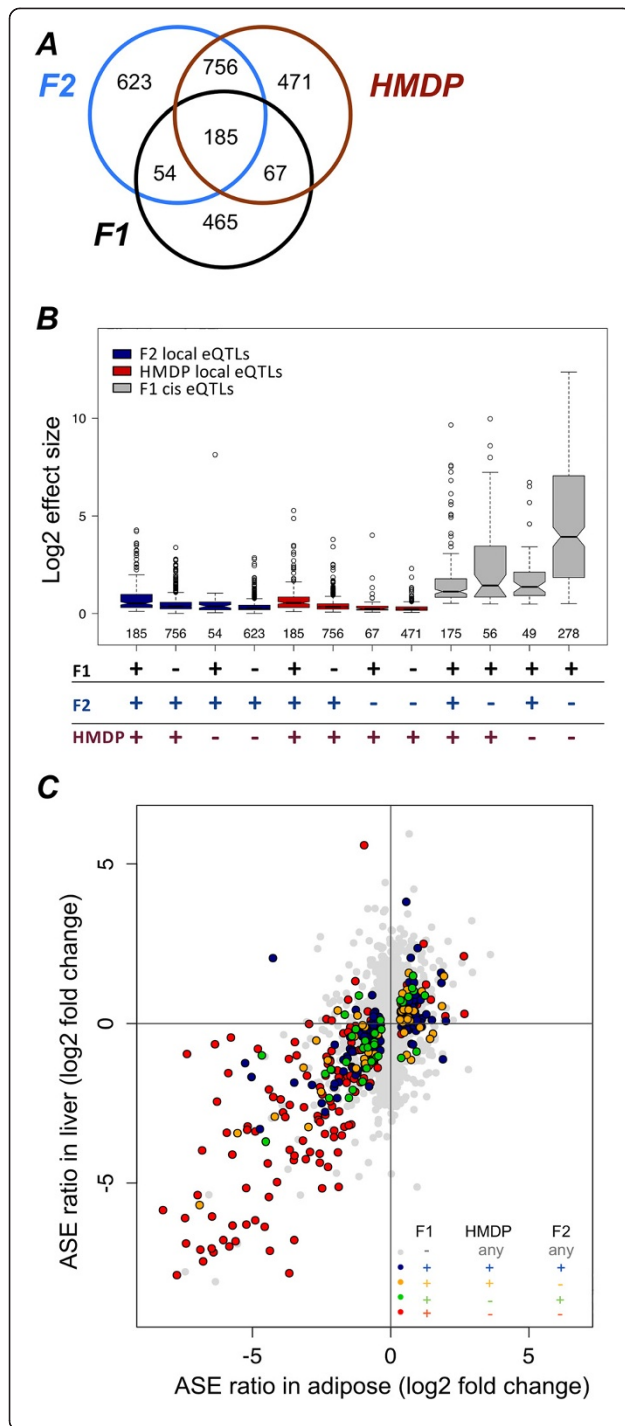 A
F2
HMDP
F1
623
756
471
185
54
67
465
B
F2 local eQTLs
HMDP local eQTLs
F1 cis eQTLs
Log2 effect size
10
5
0
185 756 54 623 185 756 67 471 175 56 49 278
F1 + - + - + - + - + + + +
F2 + + + + + + - - + - + -
HMDP + + - - + + + + + + - -
C
ASE ratio in liver (log2 fold change)
5
0
-5
F1 HMDP F2
- any any
+ + +
+ + -
+ - +
+ - -
-5 0 5
ASE ratio in adipose (log2 fold change)